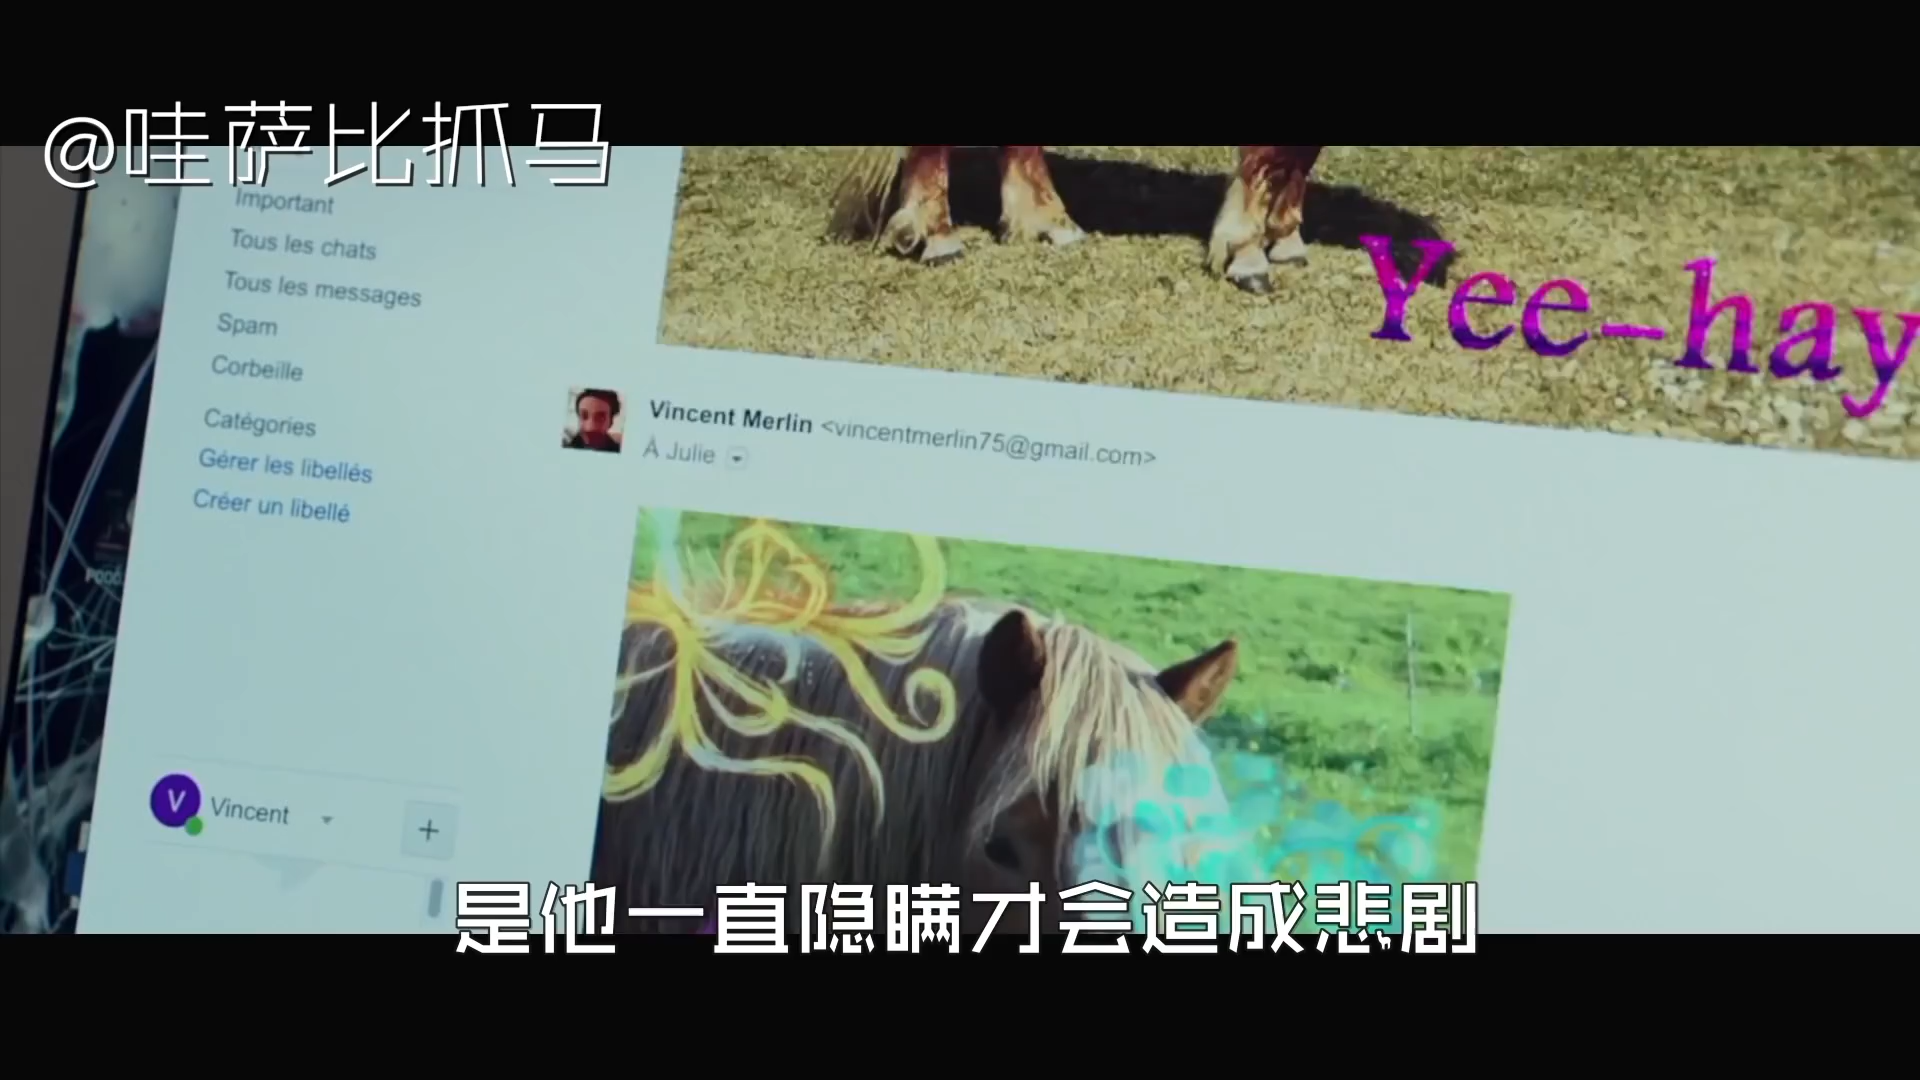 @哇萨比抓马
Important
Tous les chats
Tous les messages
Spam
Corbeille
Catégories
Gérer les libellés
Créer un libellé
Yee-hay
Vincent Merlin <vincentmerlin75@gmail.com>
À Julie
V Vincent
+
是他一直隐瞒才会造成悲剧